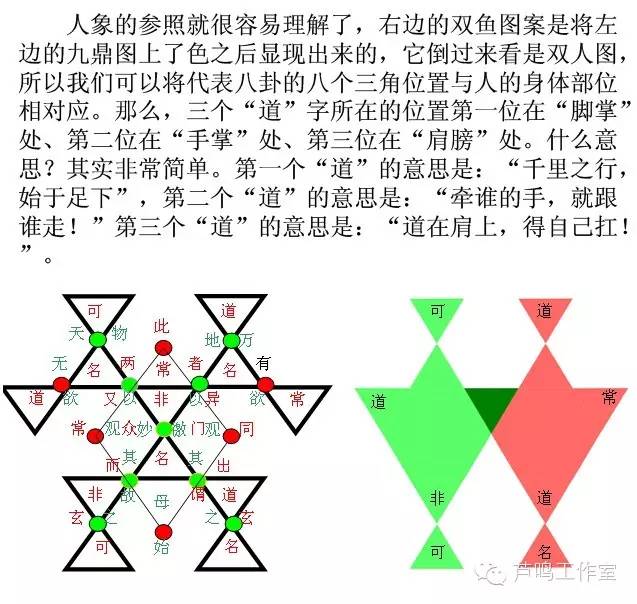 人象的参照就很容易理解了，右边的双鱼图案是将左
边的九鼎图上了色之后显现出来的，它倒过来看是双人图，
所以我们可以将代表八卦的八个三角位置与人的身体部位
相对应。那么，三个“道”字所在的位置第一位在“脚掌”
处、第二位在“手掌”处、第三位在“肩膀”处。什么意
思？其实非常简单。第一个“道”的意思是：“千里之行，
始于足下”，第二个“道”的意思是：“牵谁的手，就跟
谁走！”第三个“道”的意思是：“道在肩上，得自己扛！
”。
可 道
天 物 此 地 万
无 名 两 常 者 名 有
道 欲 又 以 非 以 异 欲 常
常 观 众 妙 徼 门 观 同
而 其 名 其 出
非 故 母 谓 道
玄 之 之 玄
可 始 名
可 道
道 常
非 道
可 名
芦鸣工作室